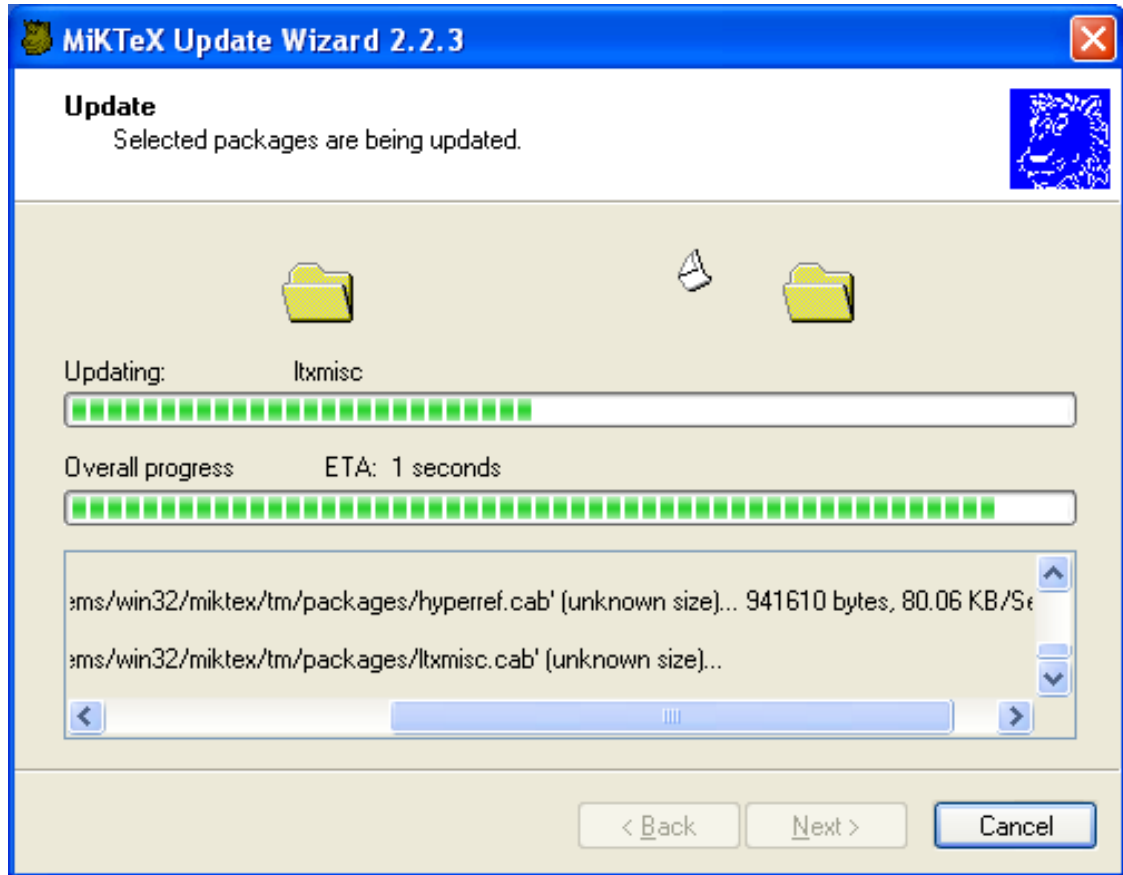 MiKTeX Update Wizard 2.2.3
Update
Selected packages are being updated.
Updating: ltxmisc
Overall progress ETA: 1 seconds
ems/win32/miktex/tm/packages/hyperref.cab' (unknown size)... 941610 bytes, 80.06 KB/Se
ems/win32/miktex/tm/packages/ltxmisc.cab' (unknown size)...
< Back Next > Cancel